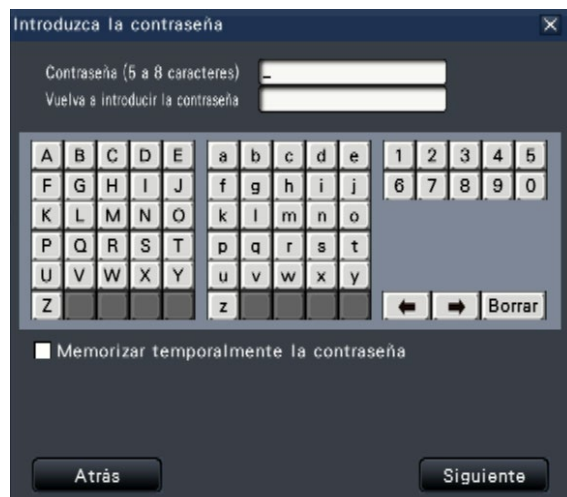 Introduzca la contraseña
Contraseña (5 a 8 caracteres)
Vuelva a introducir la contraseña
A B C D E a b c d e 1 2 3 4 5
F G H I J f g h i j 6 7 8 9 0
K L M N O k l m n o
P Q R S T p q r s t
U V W X Y u v w x y
Z z Borrar
Memorizar temporalmente la contraseña
Atrás Siguiente